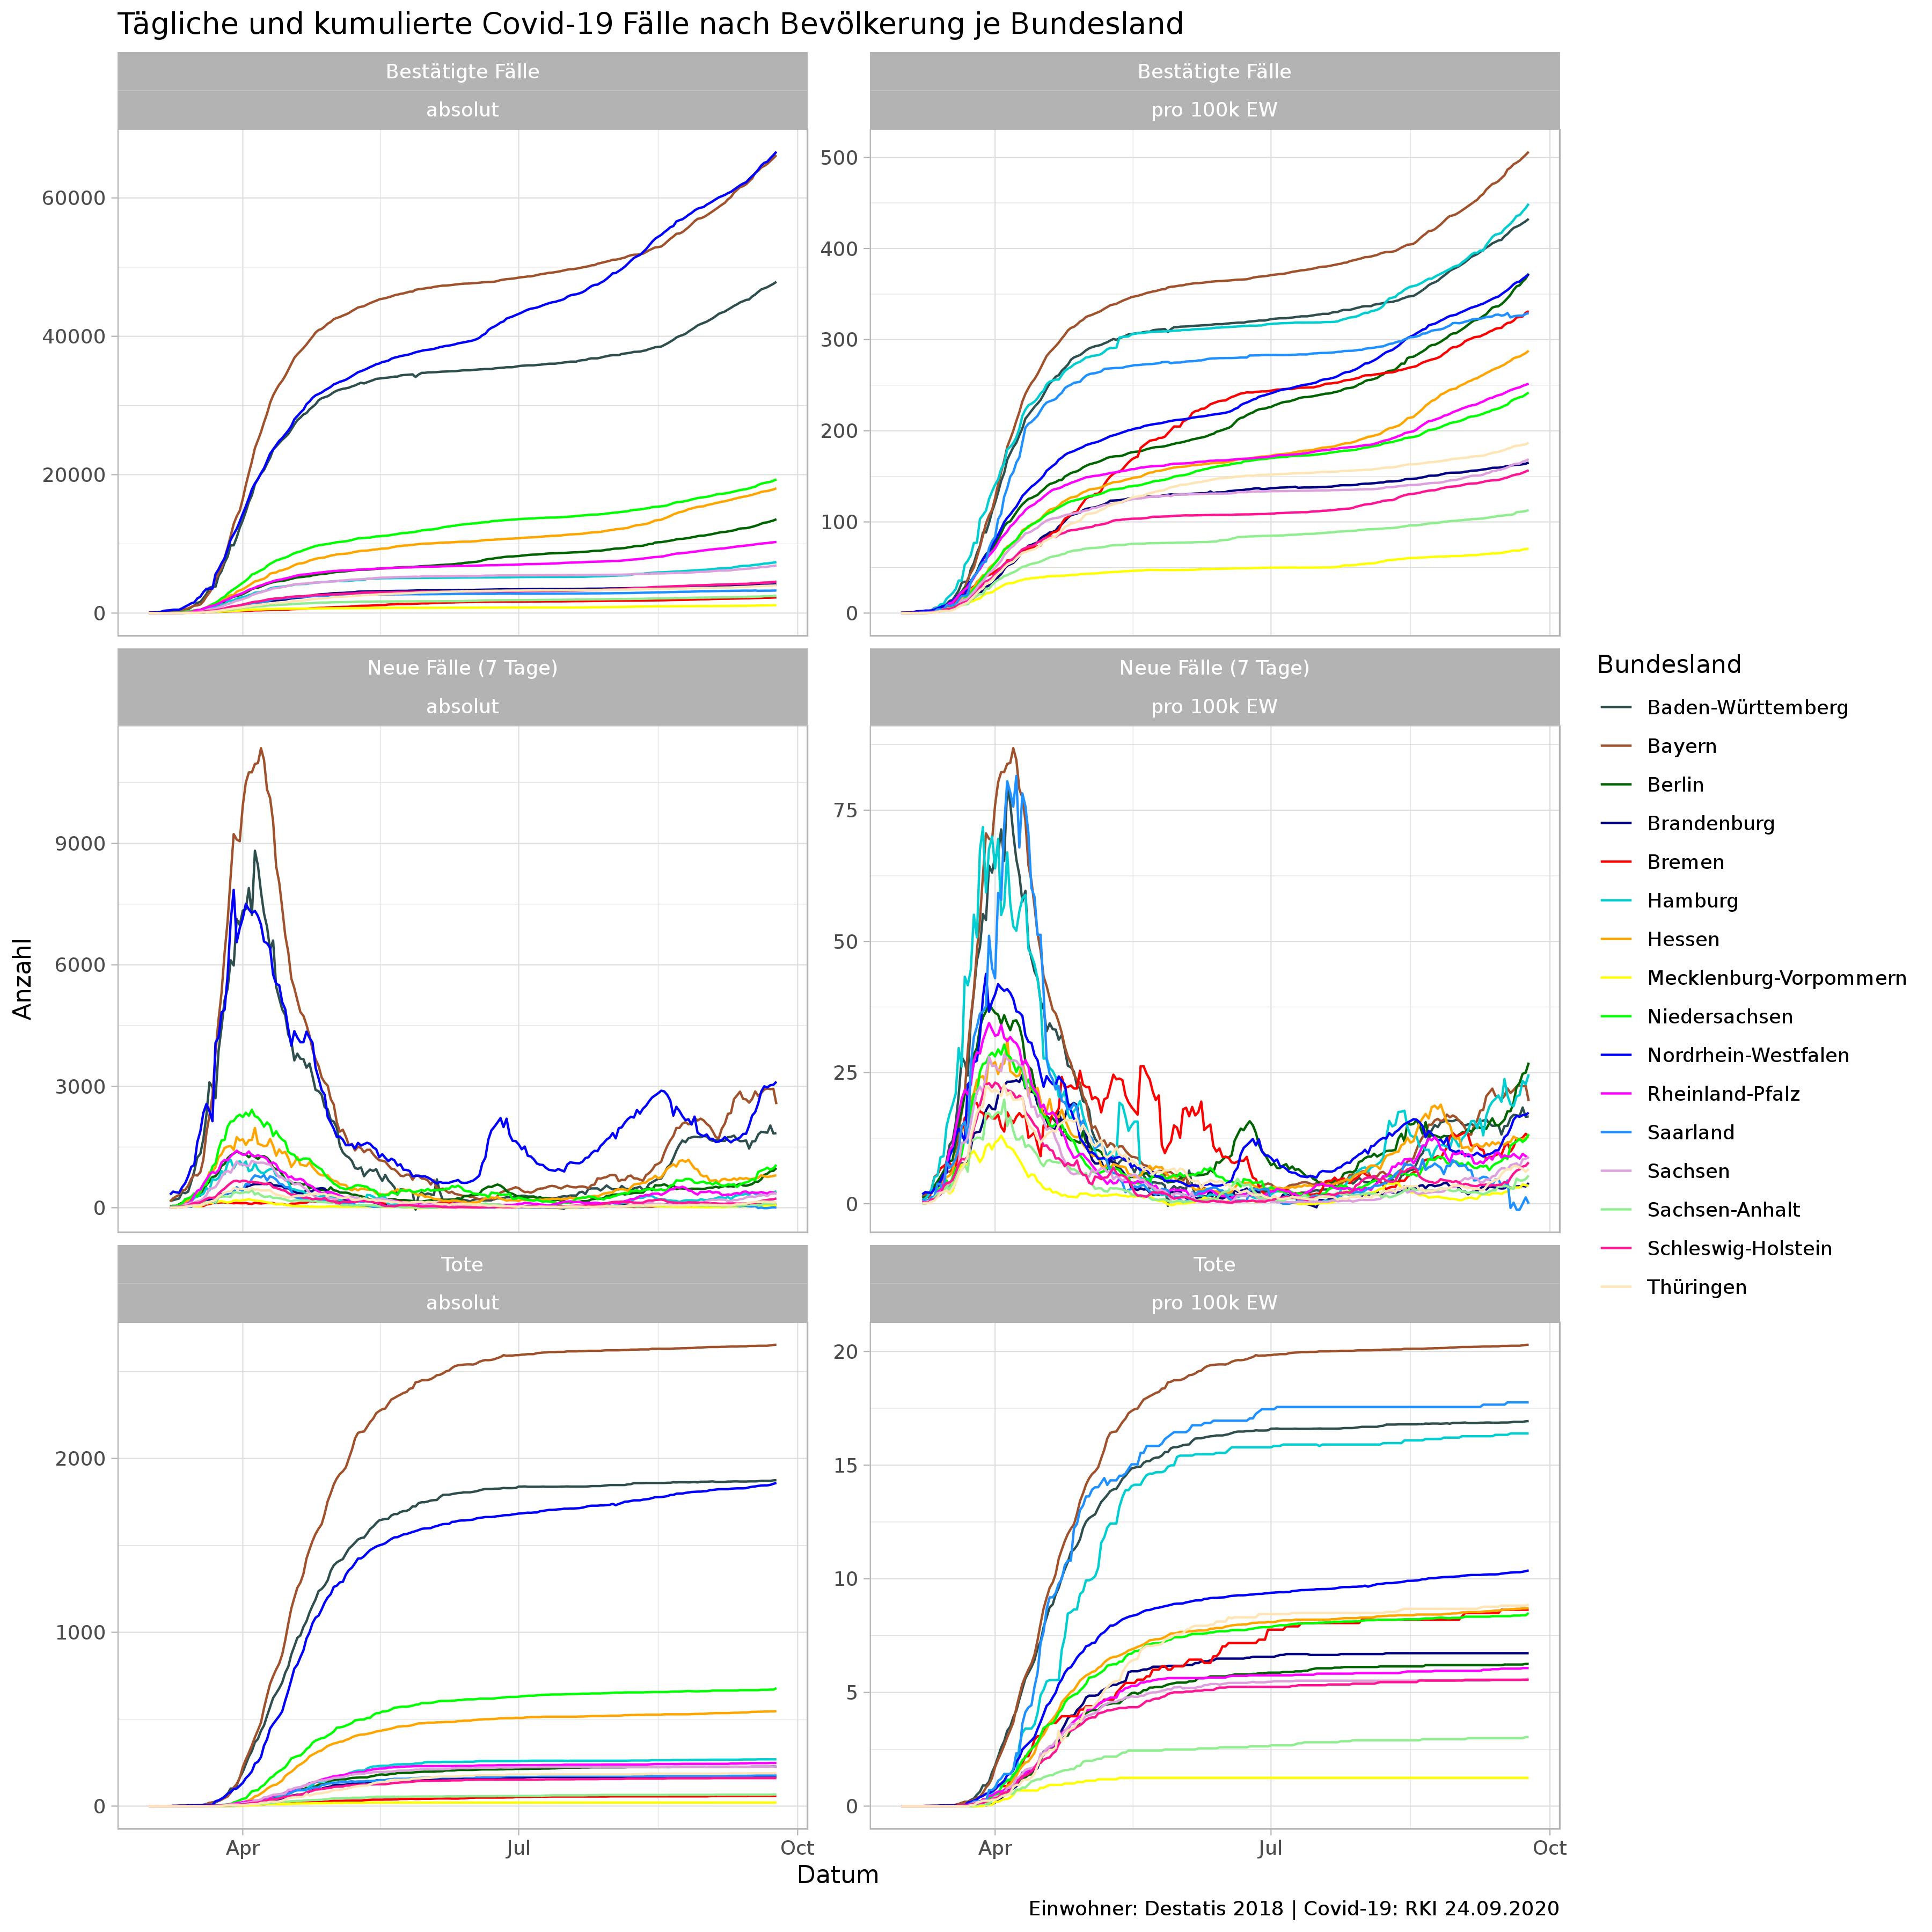 Tägliche und kumulierte Covid-19 Fälle nach Bevölkerung je Bundesland
Bestätigte Fälle
absolut
60000
40000
20000
0
Bestätigte Fälle
pro 100k EW
500
400
300
200
100
0
Neue Fälle (7 Tage)
absolut
9000
6000
3000
0
Neue Fälle (7 Tage)
pro 100k EW
75
50
25
0
Tote
absolut
2000
1000
0
Apr
Jul
Oct
Tote
pro 100k EW
20
15
10
5
0
Apr
Jul
Oct
Anzahl
Datum
Bundesland
Baden-Württemberg
Bayern
Berlin
Brandenburg
Bremen
Hamburg
Hessen
Mecklenburg-Vorpommern
Niedersachsen
Nordrhein-Westfalen
Rheinland-Pfalz
Saarland
Sachsen
Sachsen-Anhalt
Schleswig-Holstein
Thüringen
Einwohner: Destatis 2018 | Covid-19: RKI 24.09.2020